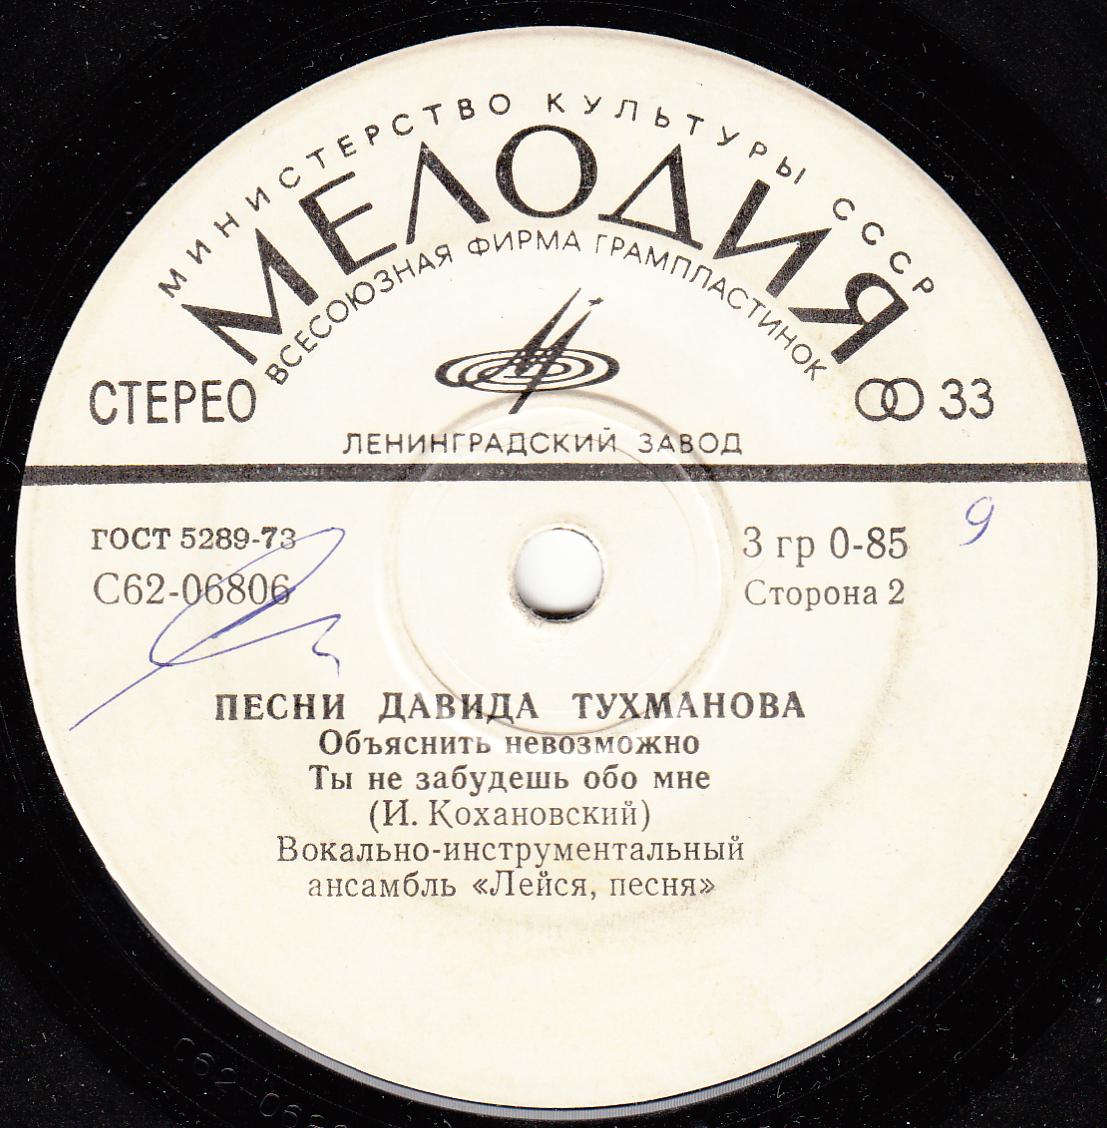 МИНИСТЕРСТВО КУЛЬТУРЫ СССР
МЕЛОДИЯ
ВСЕСОЮЗНАЯ ФИРМА ГРАМПЛАСТИНОК
СТЕРЕО
33
ЛЕНИНГРАДСКИЙ ЗАВОД
ГОСТ 5289-73
3 гр 0-85
9
С62-06806
Сторона 2
ПЕСНИ ДАВИДА ТУХМАНОВА
Объяснить невозможно
Ты не забудешь обо мне
(И. Кохановский)
Вокально-инструментальный
ансамбль «Лейся, песня»